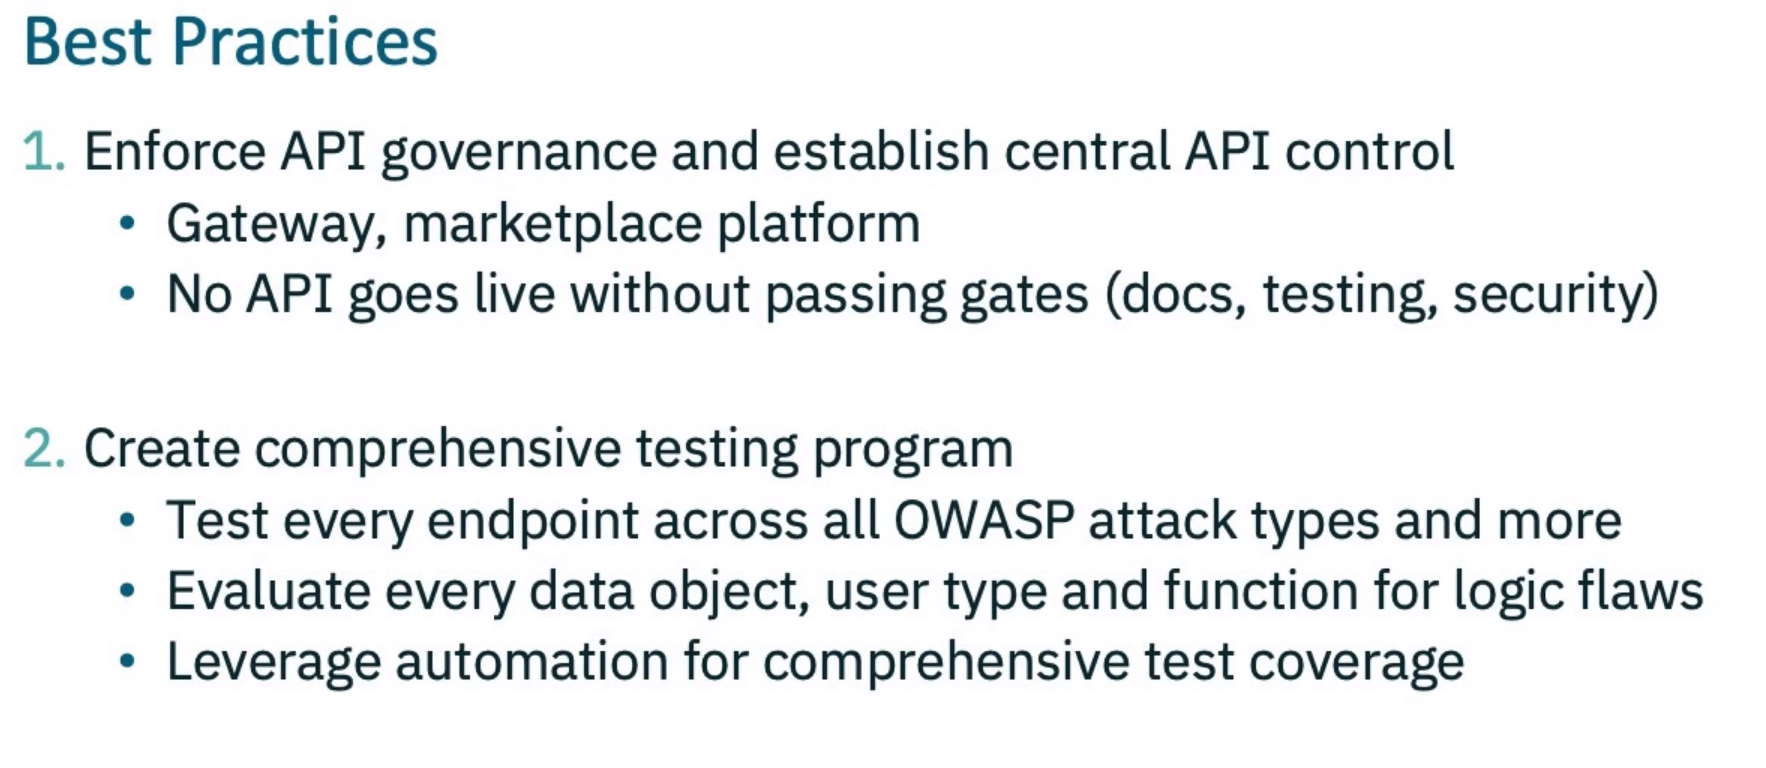 Best Practices
1. Enforce API governance and establish central API control
• Gateway, marketplace platform
• No API goes live without passing gates (docs, testing, security)
2. Create comprehensive testing program
• Test every endpoint across all OWASP attack types and more
• Evaluate every data object, user type and function for logic flaws
• Leverage automation for comprehensive test coverage